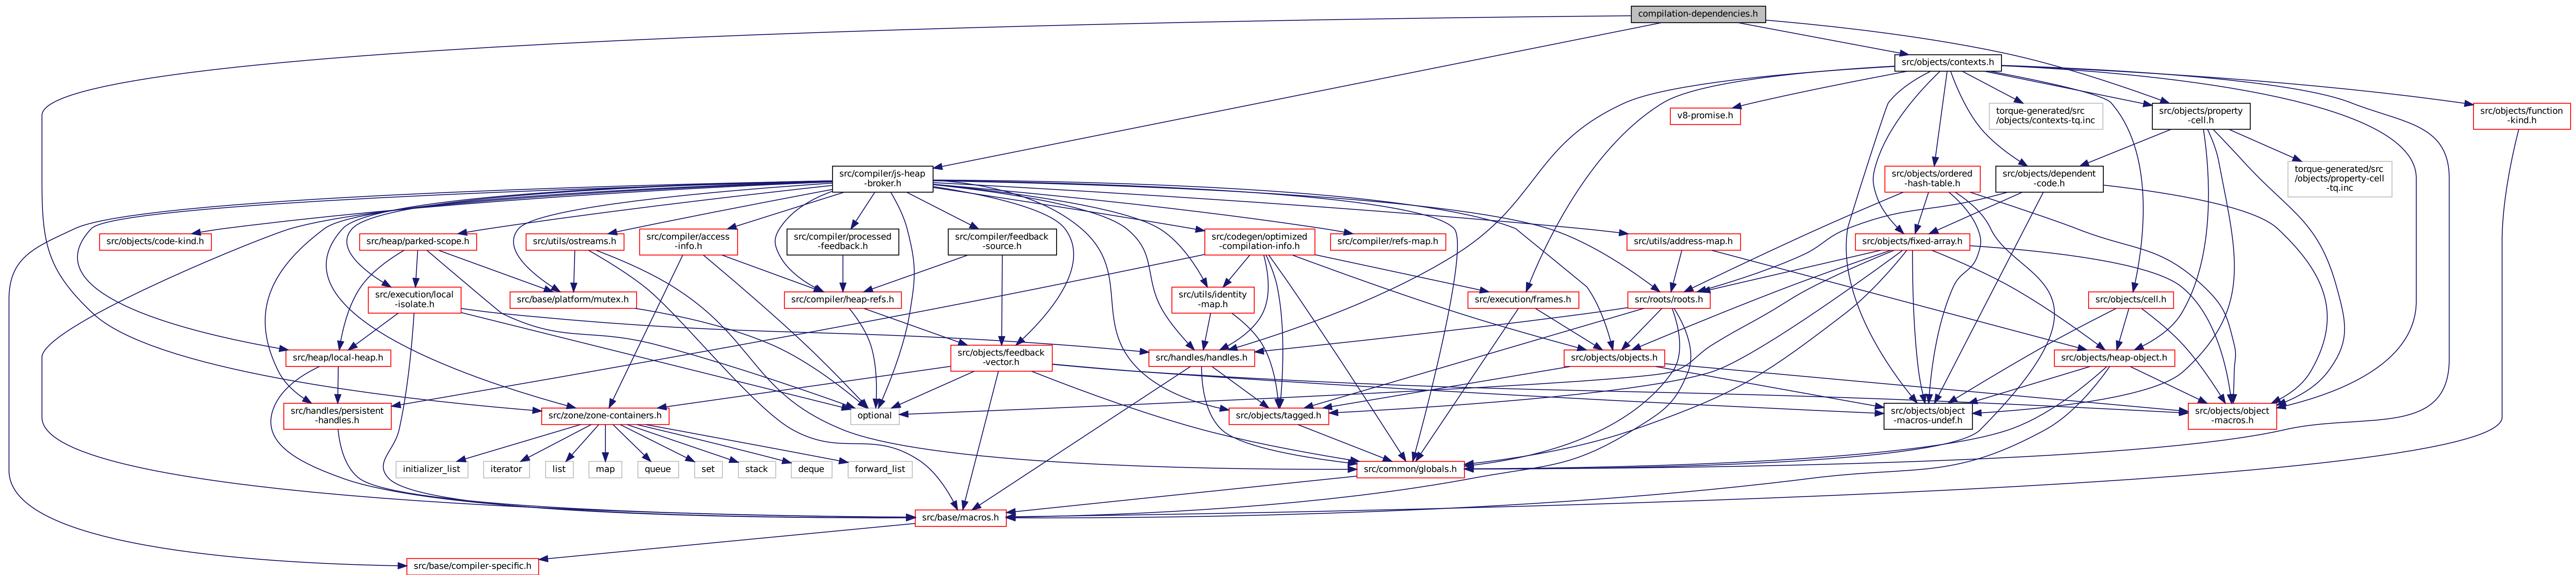 compilation-dependencies.h
src/objects/contexts.h
v8-promise.h
torque-generated/src
/objects/contexts-tq.inc
src/objects/property
-cell.h
src/objects/function
-kind.h
src/compiler/js-heap
-broker.h
src/objects/ordered
-hash-table.h
src/objects/dependent
-code.h
torque-generated/src
/objects/property-cell
-tq.inc
src/objects/code-kind.h
src/heap/parked-scope.h
src/utils/ostreams.h
src/compiler/access
-info.h
src/compiler/processed
-feedback.h
src/compiler/feedback
-source.h
src/codegen/optimized
-compilation-info.h
src/compiler/refs-map.h
src/utils/address-map.h
src/objects/fixed-array.h
src/execution/local
-isolate.h
src/base/platform/mutex.h
src/compiler/heap-refs.h
src/utils/identity
-map.h
src/execution/frames.h
src/roots/roots.h
src/objects/cell.h
src/heap/local-heap.h
src/objects/feedback
-vector.h
src/handles/handles.h
src/objects/objects.h
src/objects/heap-object.h
src/handles/persistent
-handles.h
src/zone/zone-containers.h
optional
src/objects/tagged.h
src/objects/object
-macros-undef.h
src/objects/object
-macros.h
initializer_list
iterator
list
map
queue
set
stack
deque
forward_list
src/common/globals.h
src/base/macros.h
src/base/compiler-specific.h